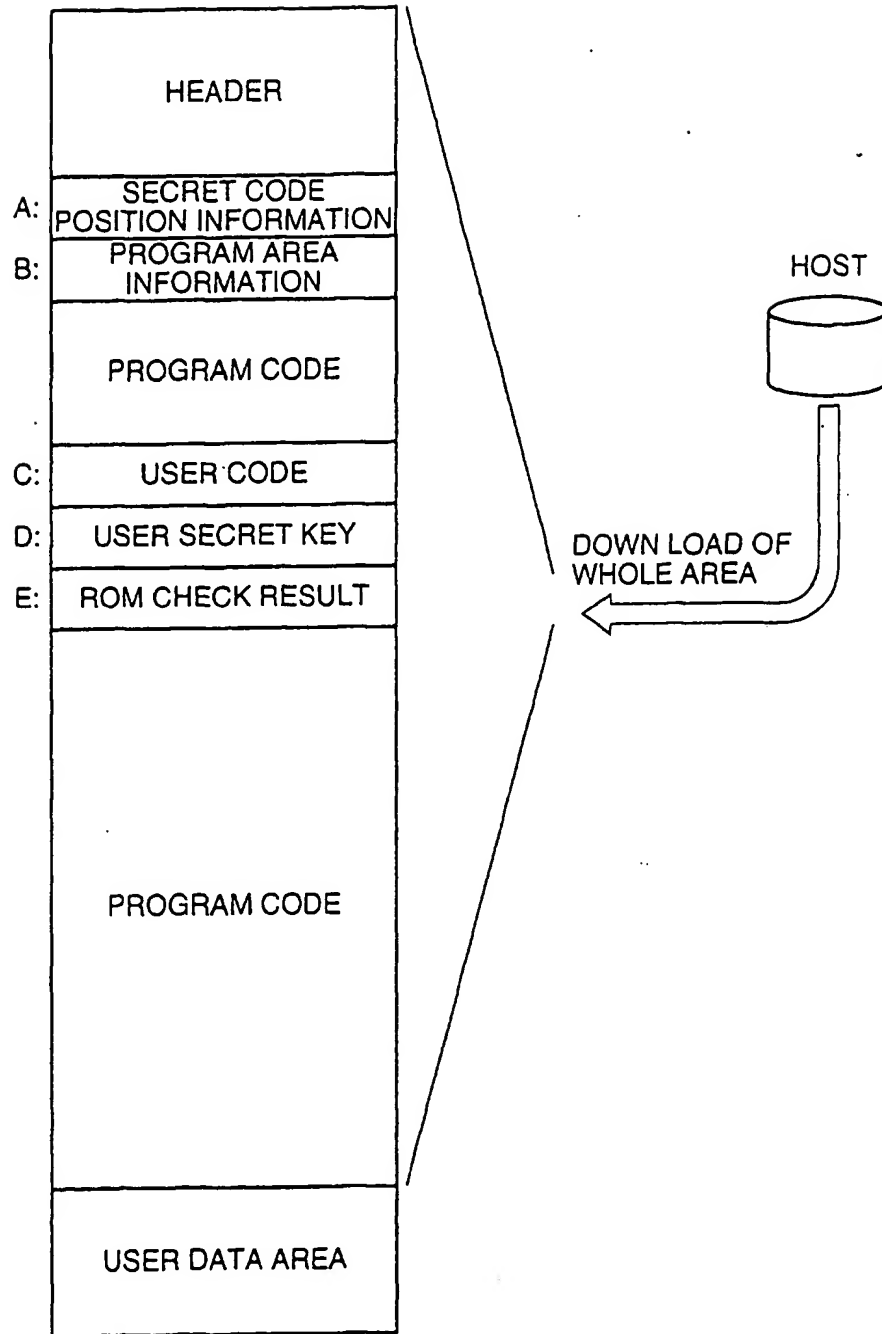 HEADER
A:
SECRET CODE
POSITION INFORMATION
B:
PROGRAM AREA
INFORMATION
PROGRAM CODE
C:
USER CODE
D:
USER SECRET KEY
E:
ROM CHECK RESULT
PROGRAM CODE
USER DATA AREA
HOST
DOWN LOAD OF
WHOLE AREA